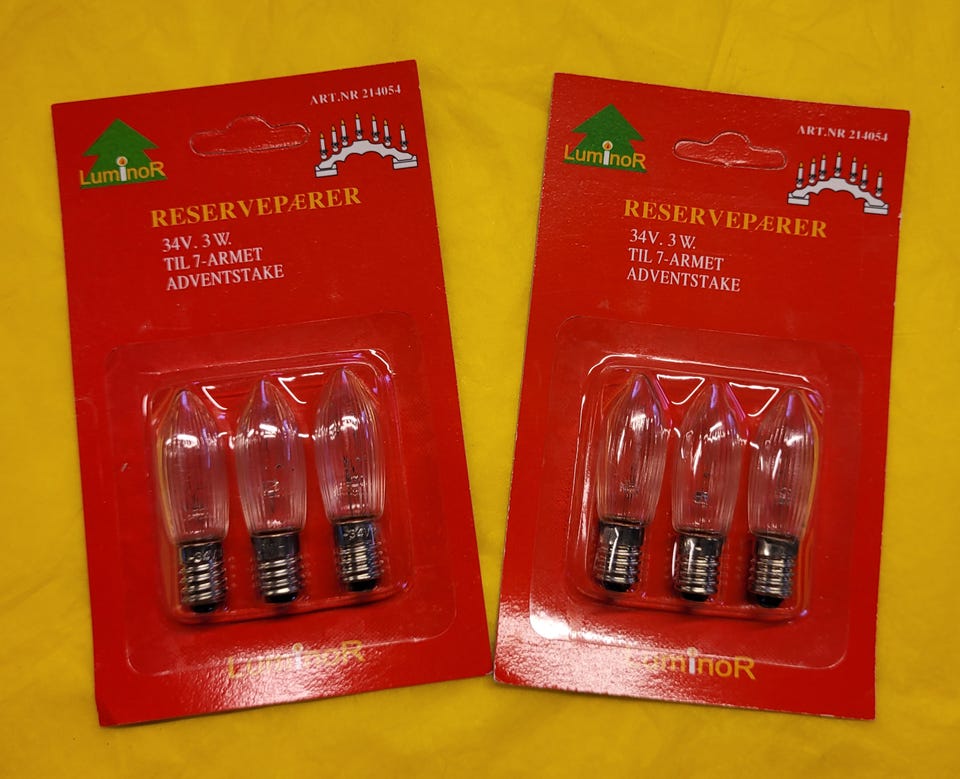 ART.NR 214054
LuminoR
RESERVEPÆRER
34V. 3W.
TIL 7-ARMET
ADVENTSTAKE
-34V
LuminoR
ART.NR 214054
LuminoR
RESERVEPÆRER
34V. 3W.
TIL 7-ARMET
ADVENTSTAKE
LuminoR